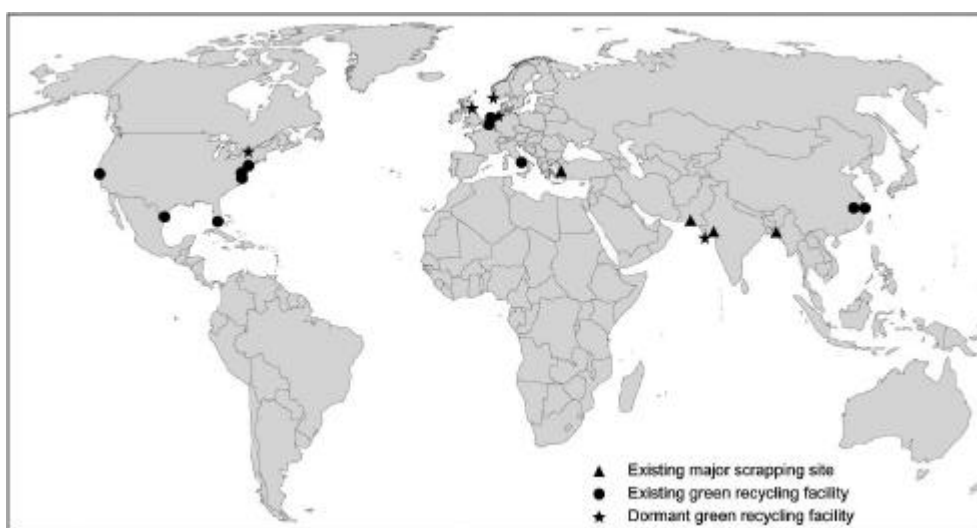 Existing major scrapping site
Existing green recycling facility
Dormant green recycling facility